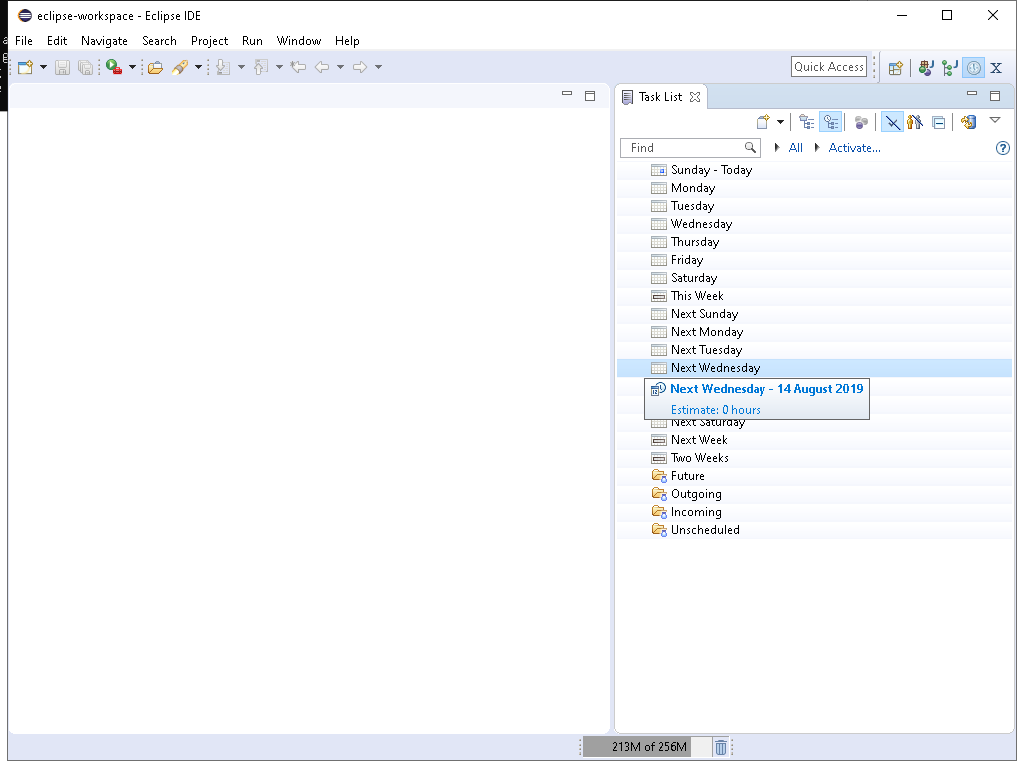 eclipse-workspace - Eclipse IDE
File Edit Navigate Search Project Run Window Help
Quick Access
Task List
Find All Activate...
Sunday - Today
Monday
Tuesday
Wednesday
Thursday
Friday
Saturday
This Week
Next Sunday
Next Monday
Next Tuesday
Next Wednesday
Next Wednesday - 14 August 2019
Estimate: 0 hours
Next Saturday
Next Week
Two Weeks
Future
Outgoing
Incoming
Unscheduled
213M of 256M